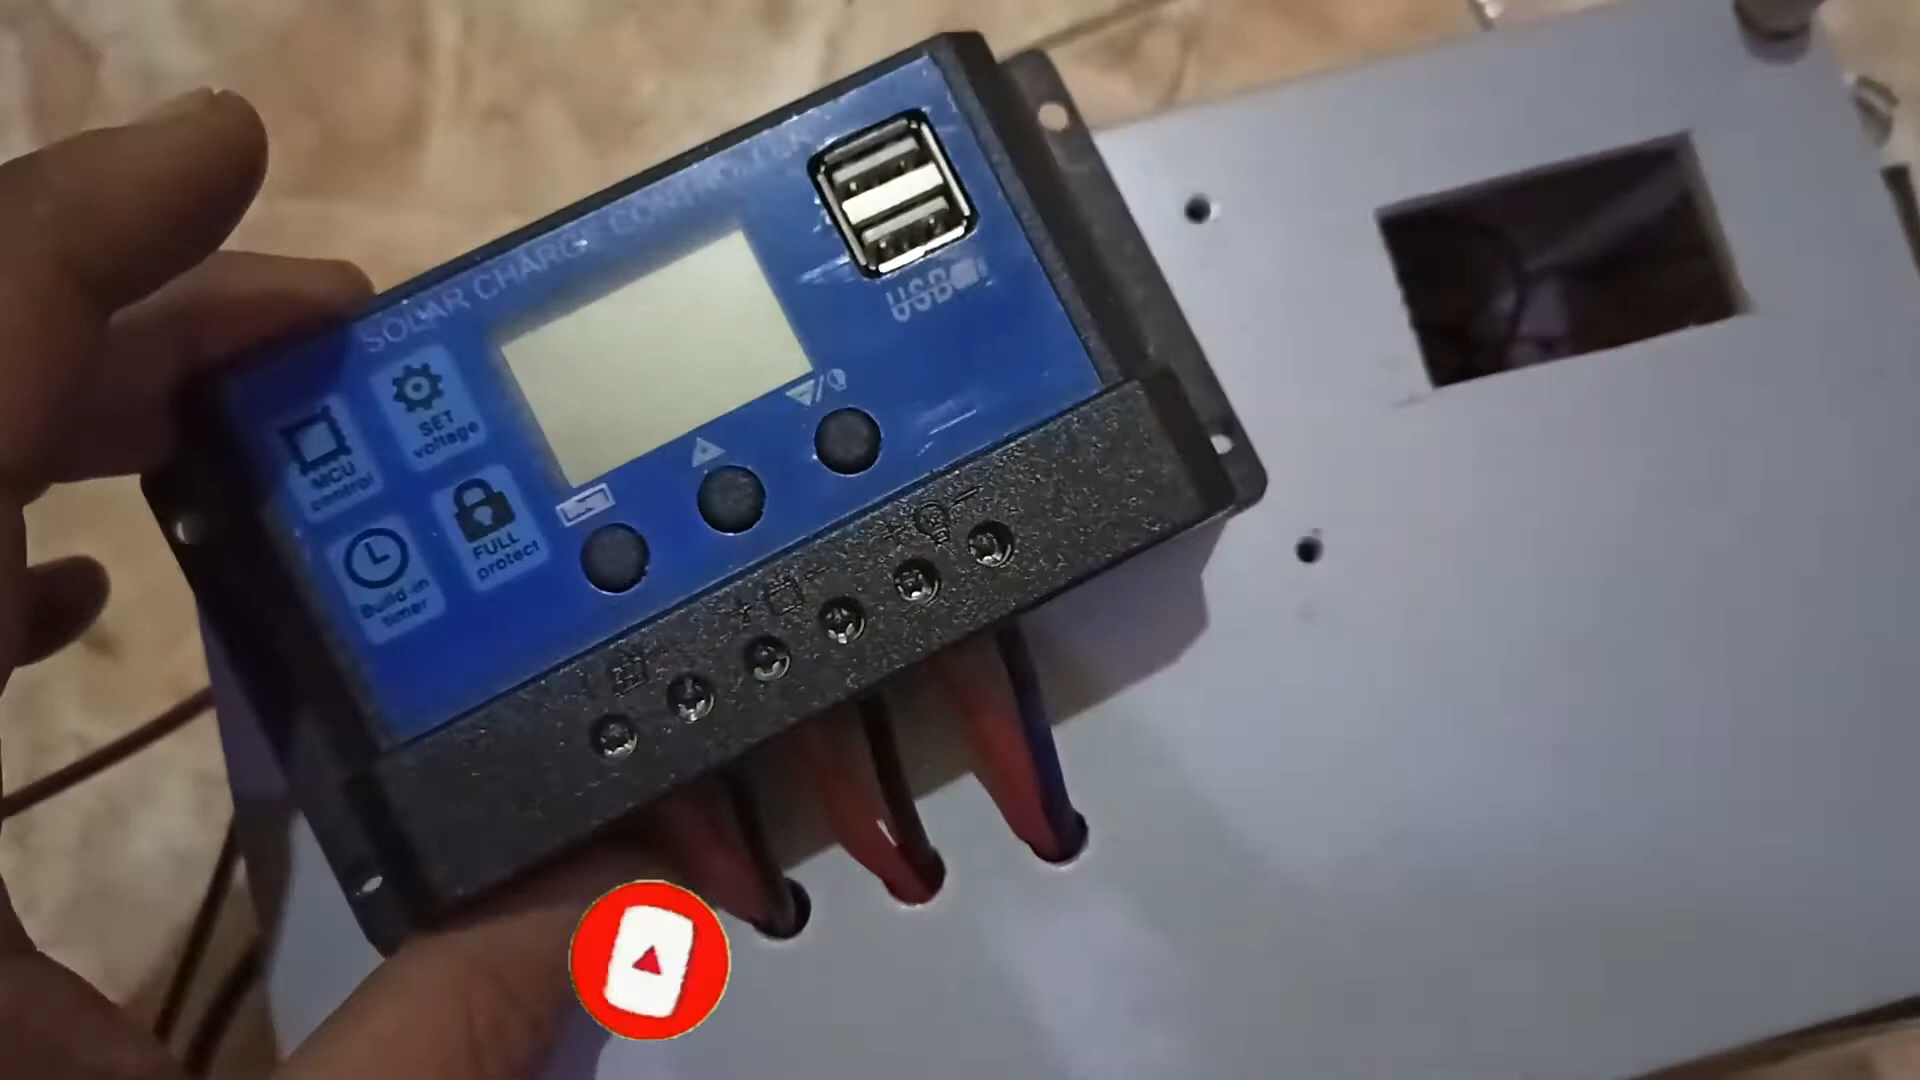 SOLAR CHARGE CONTROLLER
USB
SET
voltage
MCU
control
FULL
protect
Build-in
timer